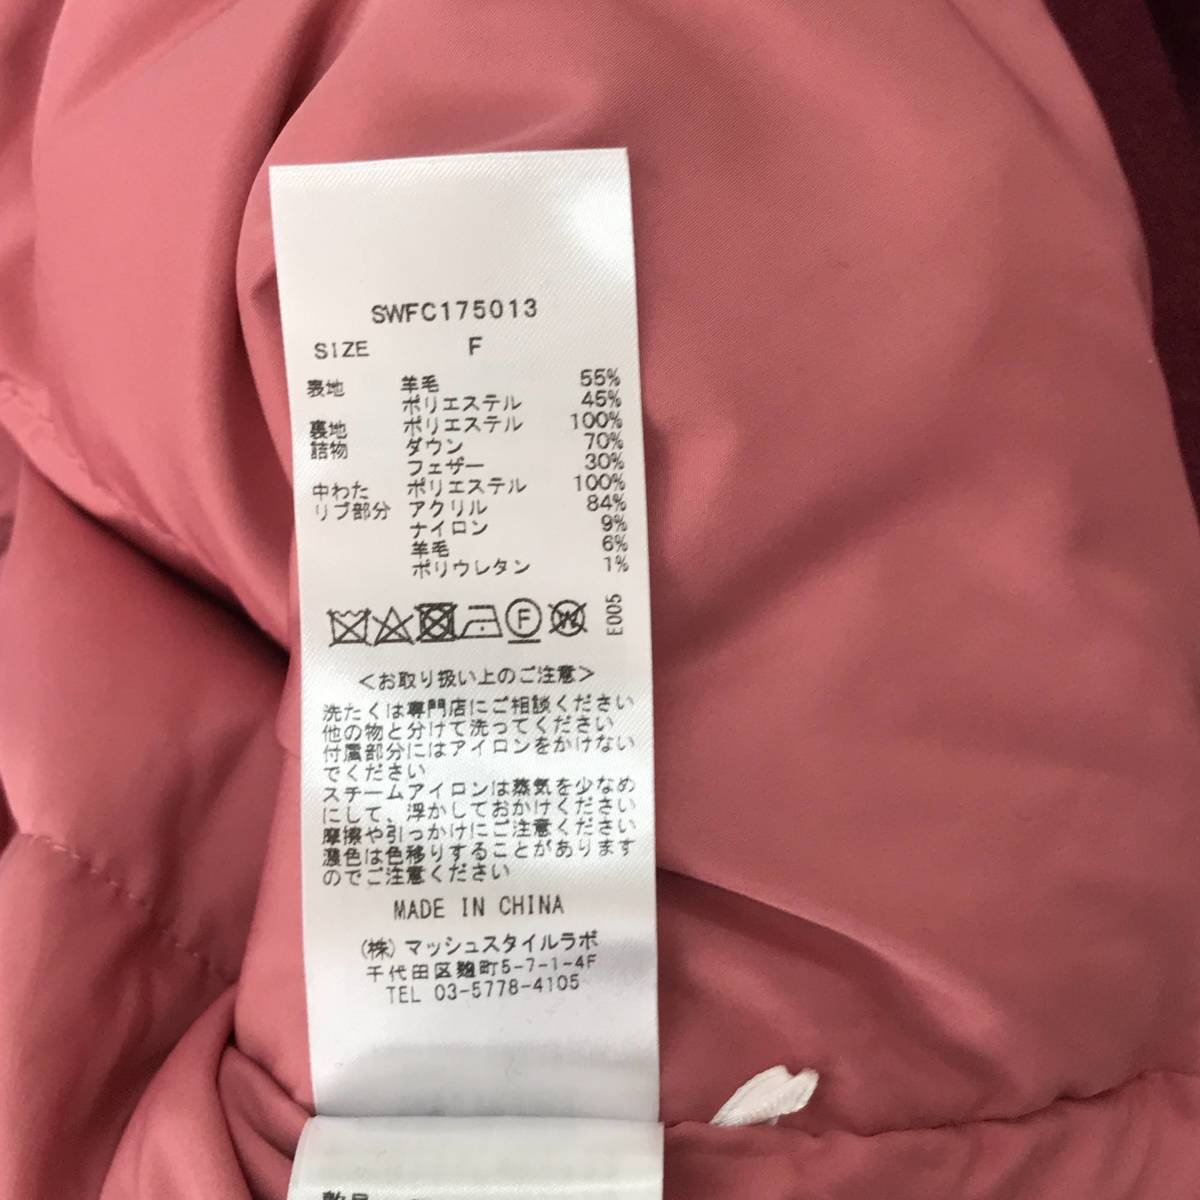 SWFC175013
SIZE F
表地 羊毛 55%
ポリエステル 45%
裏地 ポリエステル 100%
詰物 ダウン 70%
フェザー 30%
中わた ポリエステル 100%
リブ部分 アクリル 84%
ナイロン 9%
羊毛 6%
ポリウレタン 1%
F W E005
＜お取り扱い上のご注意＞
洗たくは専門店にご相談ください
他の物と分けて洗ってください
付属部分にはアイロンをかけない
でください
スチームアイロンは蒸気を少なめ
にして、浮かしておかけください
摩擦や引っかけにご注意ください
濃色は色移りすることがあります
のでご注意ください
MADE IN CHINA
(株)マッシュスタイルラボ
千代田区麹町5-7-1-4F
TEL 03-5778-4105